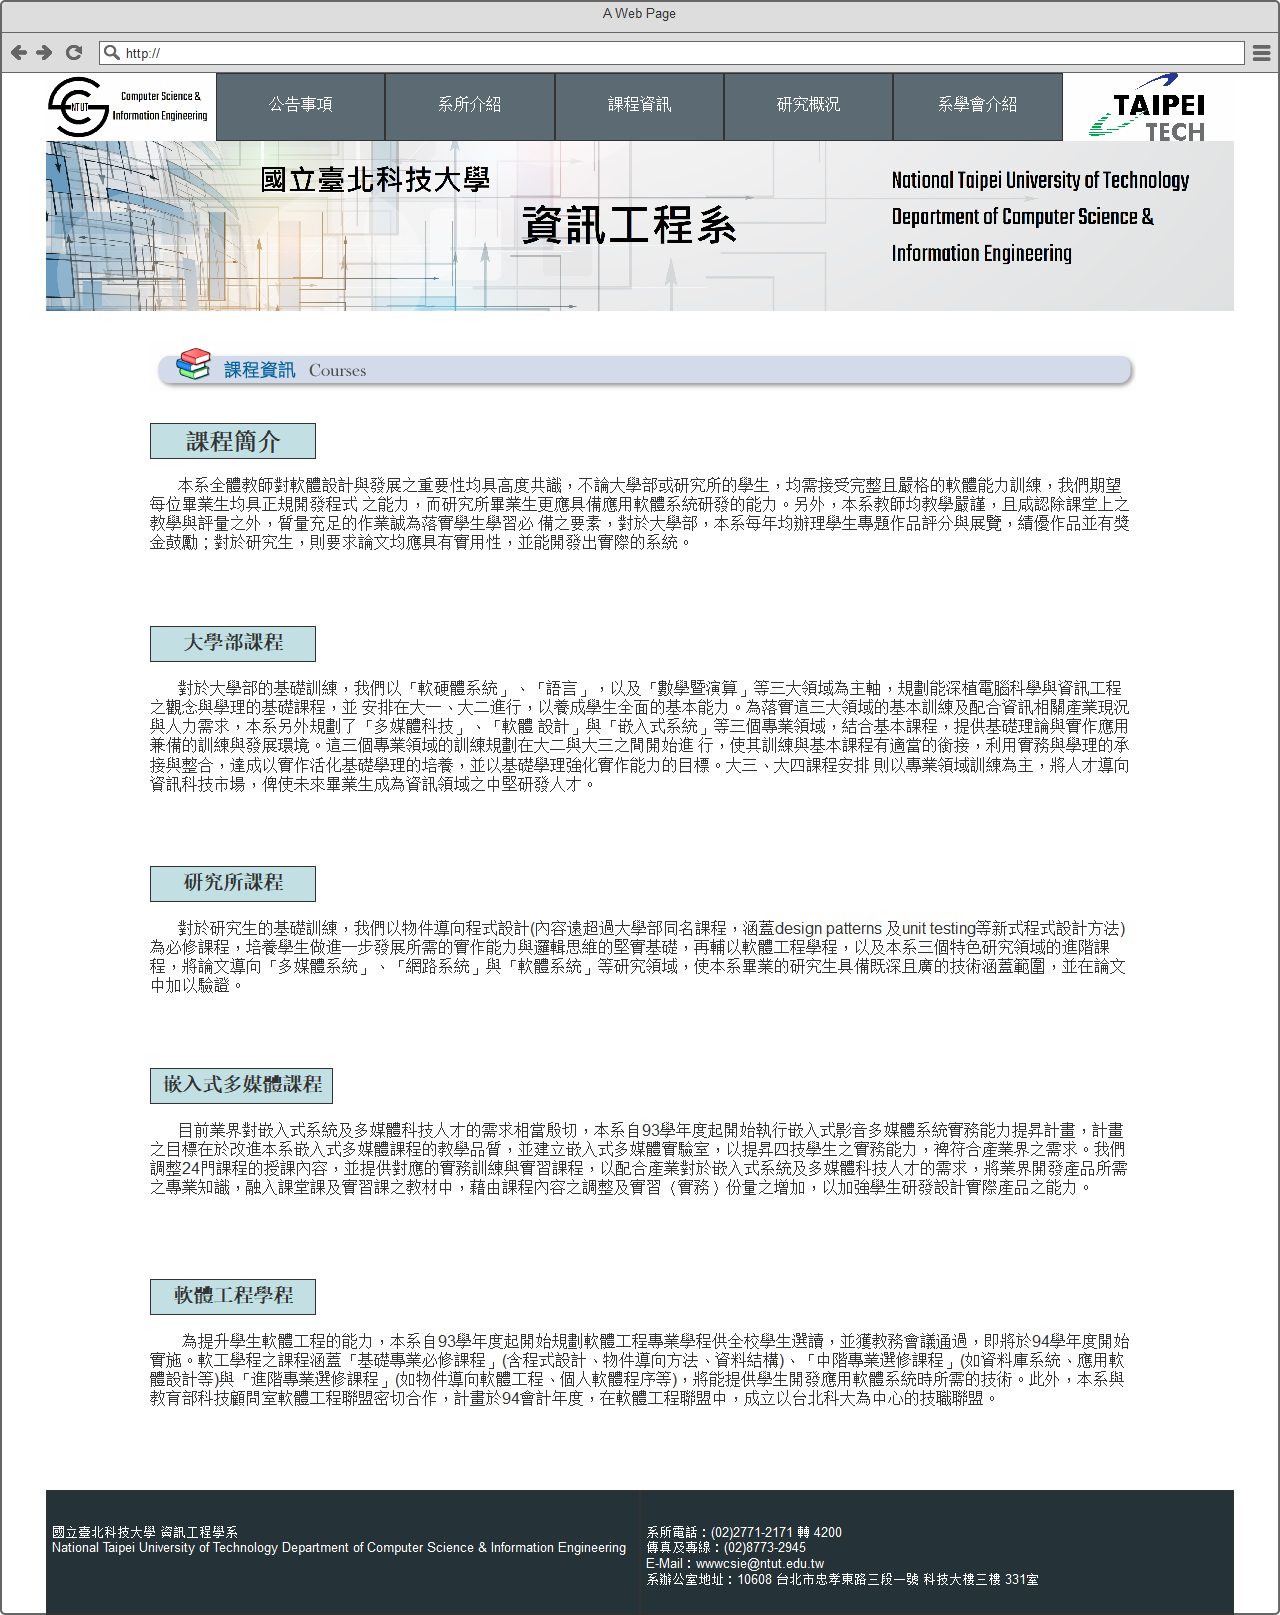 A Web Page
http://
NTUT
Computer Science &
Information Engineering
公告事項
系所介紹
課程資訊
研究概況
系學會介紹
TAIPEI
TECH
國立臺北科技大學
資訊工程系
National Taipei University of Technology
Department of Computer Science &
Information Engineering
課程資訊 Courses
課程簡介
本系全體教師對軟體設計與發展之重要性均具高度共識，不論大學部或研究所的學生，均需接受完整且嚴格的軟體能力訓練，我們期望
每位畢業生均具正規開發程式 之能力，而研究所畢業生更應具備應用軟體系統研發的能力。另外，本系教師均教學嚴謹，且咸認除課堂上之
教學與評量之外，質量充足的作業誠為落實學生學習必 備之要素，對於大學部，本系每年均辦理學生專題作品評分與展覽，績優作品並有獎
金鼓勵；對於研究生，則要求論文均應具有實用性，並能開發出實際的系統。
大學部課程
對於大學部的基礎訓練，我們以「軟硬體系統」、「語言」，以及「數學暨演算」等三大領域為主軸，規劃能深植電腦科學與資訊工程
之觀念與學理的基礎課程，並 安排在大一、大二進行，以養成學生全面的基本能力。為落實這三大領域的基本訓練及配合資訊相關產業現況
與人力需求，本系另外規劃了「多媒體科技」、「軟體 設計」與「嵌入式系統」等三個專業領域，結合基本課程，提供基礎理論與實作應用
兼備的訓練與發展環境。這三個專業領域的訓練規劃在大二與大三之間開始進 行，使其訓練與基本課程有適當的銜接，利用實務與學理的承
接與整合，達成以實作活化基礎學理的培養，並以基礎學理強化實作能力的目標。大三、大四課程安排 則以專業領域訓練為主，將人才導向
資訊科技市場，俾使未來畢業生成為資訊領域之中堅研發人才。
研究所課程
對於研究生的基礎訓練，我們以物件導向程式設計(內容遠超過大學部同名課程，涵蓋design patterns 及unit testing等新式程式設計方法)
為必修課程，培養學生做進一步發展所需的實作能力與邏輯思維的堅實基礎，再輔以軟體工程學程，以及本系三個特色研究領域的進階課
程，將論文導向「多媒體系統」、「網路系統」與「軟體系統」等研究領域，使本系畢業的研究生具備既深且廣的技術涵蓋範圍，並在論文
中加以驗證。
嵌入式多媒體課程
目前業界對嵌入式系統及多媒體科技人才的需求相當殷切，本系自93學年度起開始執行嵌入式影音多媒體系統實務能力提昇計畫，計畫
之目標在於改進本系嵌入式多媒體課程的教學品質，並建立嵌入式多媒體實驗室，以提昇四技學生之實務能力，裨符合產業界之需求。我們
調整24門課程的授課內容，並提供對應的實務訓練與實習課程，以配合產業對於嵌入式系統及多媒體科技人才的需求，將業界開發產品所需
之專業知識，融入課堂課及實習課之教材中，藉由課程內容之調整及實習（實務）份量之增加，以加強學生研發設計實際產品之能力。
軟體工程學程
為提升學生軟體工程的能力，本系自93學年度起開始規劃軟體工程專業學程供全校學生選讀，並獲教務會議通過，即將於94學年度開始
實施。軟工學程之課程涵蓋「基礎專業必修課程」(含程式設計、物件導向方法、資料結構)、「中階專業選修課程」(如資料庫系統、應用軟
體設計等)與「進階專業選修課程」(如物件導向軟體工程、個人軟體程序等)，將能提供學生開發應用軟體系統時所需的技術。此外，本系與
教育部科技顧問室軟體工程聯盟密切合作，計畫於94會計年度，在軟體工程聯盟中，成立以台北科大為中心的技職聯盟。
國立臺北科技大學 資訊工程學系
National Taipei University of Technology Department of Computer Science & Information Engineering
系所電話：(02)2771-2171 轉 4200
傳真及專線：(02)8773-2945
E-Mail：wwwcsie@ntut.edu.tw
系辦公室地址：10608 台北市忠孝東路三段一號 科技大樓三樓 331室